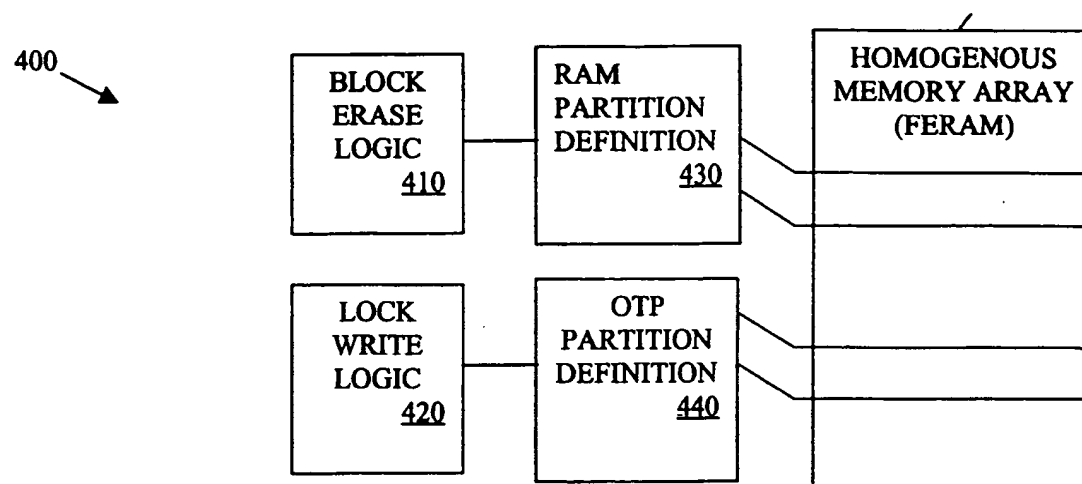 400
BLOCK
ERASE
LOGIC
410
RAM
PARTITION
DEFINITION
430
HOMOGENOUS
MEMORY ARRAY
(FERAM)
LOCK
WRITE
LOGIC
420
OTP
PARTITION
DEFINITION
440